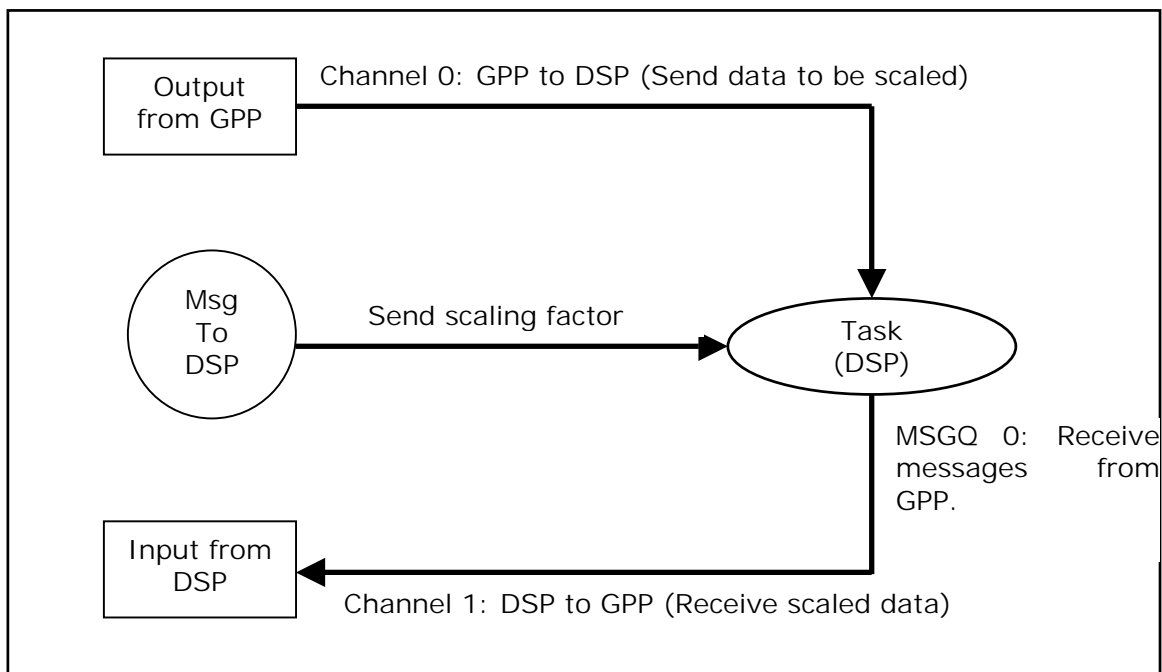 Channel 0: GPP to DSP (Send data to be scaled)
Output
from GPP
Msg
To
DSP
Send scaling factor
Task
(DSP)
MSGQ 0: Receive
messages from
GPP.
Input from
DSP
Channel 1: DSP to GPP (Receive scaled data)